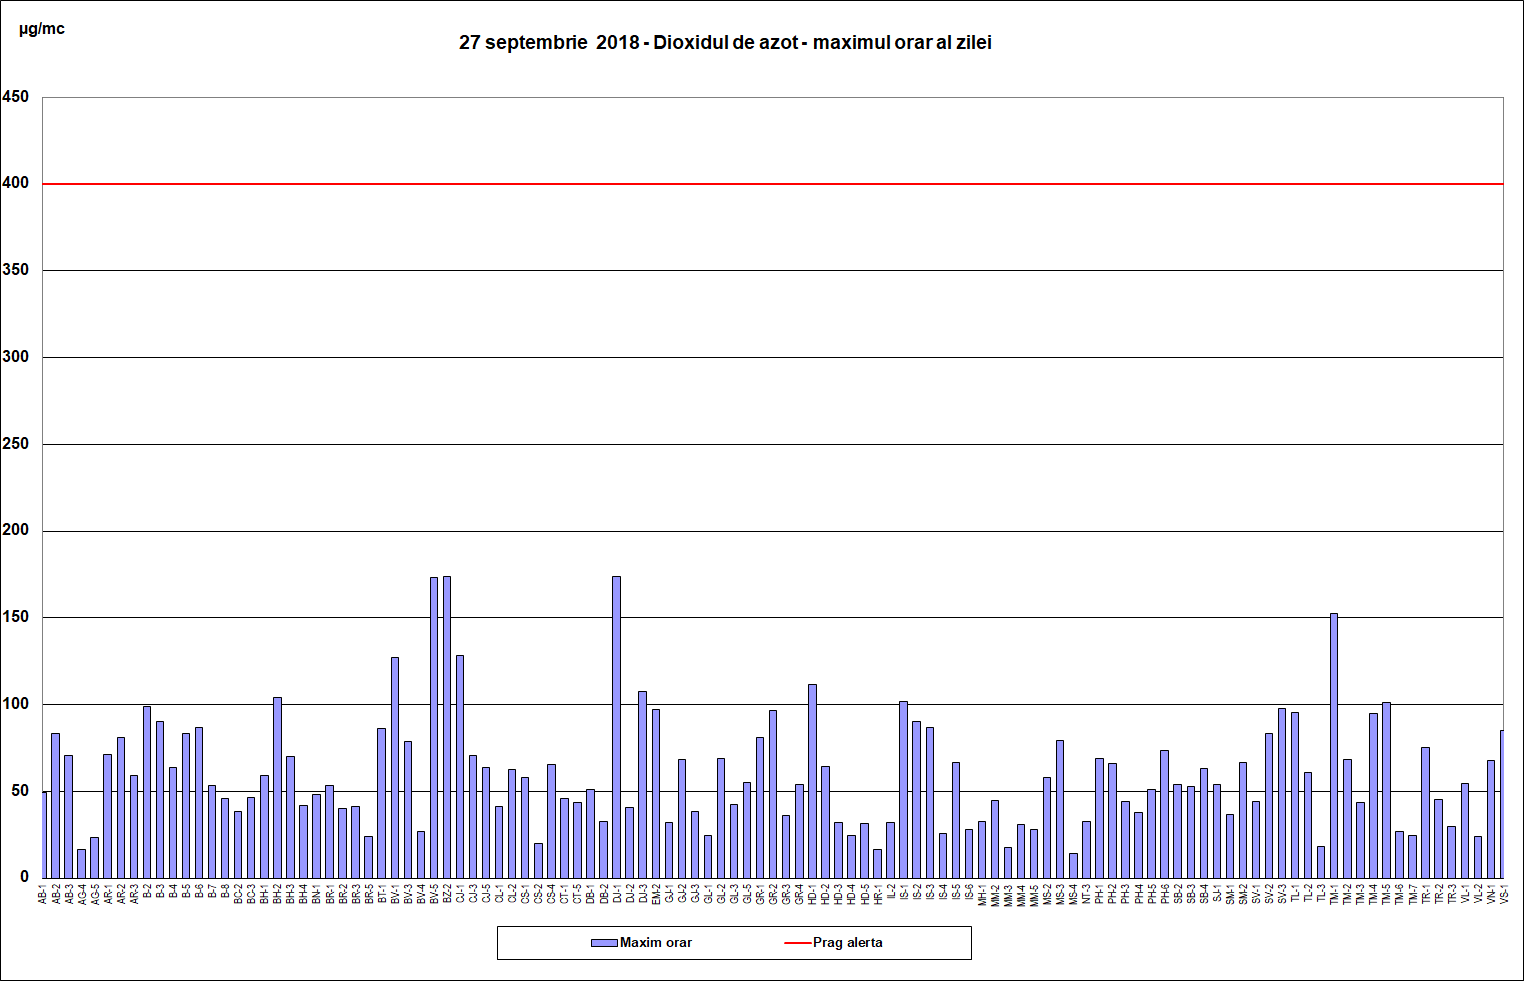 µg/mc
27 septembrie 2018 - Dioxidul de azot - maximul orar al zilei
450
400
350
300
250
200
150
100
50
0
AB-1 AB-2 AB-3 AG-4 AG-5 AR-1 AR-2 AR-3 B-2 B-3 B-4 B-5 B-6 B-7 B-8 BC-2 BC-3 BH-1 BH-2 BH-3 BH-4 BN-1 BR-1 BR-2 BR-3 BR-5 BT-1 BV-1 BV-3 BV-4 BV-5 BZ-2 CJ-1 CJ-3 CJ-5 CL-1 CL-2 CS-1 CS-2 CS-4 CT-1 CT-5 DB-1 DB-2 DJ-1 DJ-2 DJ-3 EM-2 GJ-1 GJ-2 GJ-3 GL-1 GL-2 GL-3 GL-5 GR-1 GR-2 GR-3 GR-4 HD-1 HD-2 HD-3 HD-4 HD-5 HR-1 IL-2 IS-1 IS-2 IS-3 IS-4 IS-5 IS-6 MH-1 MM-2 MM-3 MM-4 MM-5 MS-2 MS-3 MS-4 NT-3 PH-1 PH-2 PH-3 PH-4 PH-5 PH-6 SB-2 SB-3 SB-4 SJ-1 SM-1 SM-2 SV-1 SV-2 SV-3 TL-1 TL-2 TL-3 TM-1 TM-2 TM-3 TM-4 TM-5 TM-6 TM-7 TR-1 TR-2 TR-3 VL-1 VL-2 VN-1 VS-1
Maxim orar Prag alerta